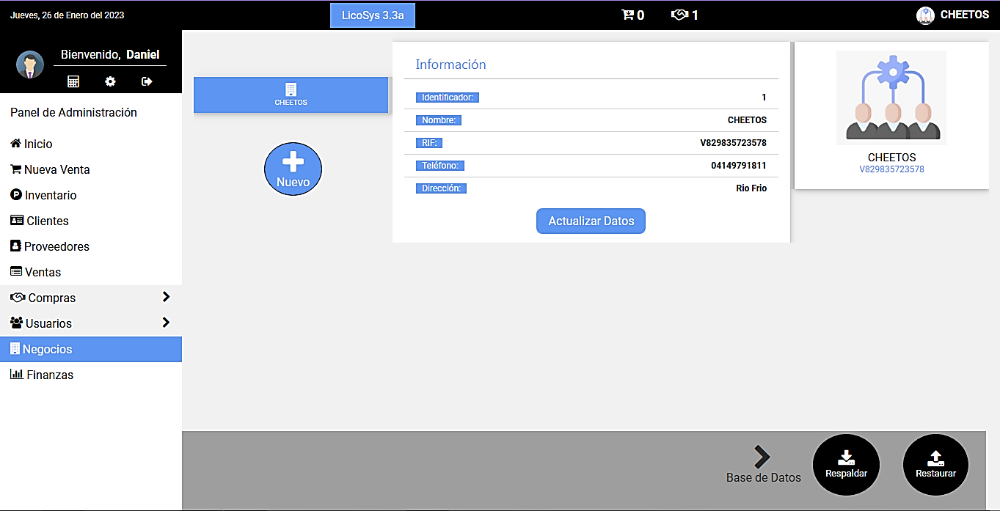 Jueves, 26 de Enero del 2023
LicoSys 3.3a
0
1
CHEETOS
Bienvenido, Daniel
Panel de Administración
Inicio
Nueva Venta
Inventario
Clientes
Proveedores
Ventas
Compras
Usuarios
Negocios
Finanzas
CHEETOS
Nuevo
Información
Identificador: 1
Nombre: CHEETOS
RIF: V829835723578
Teléfono: 04149791811
Dirección: Rio Frio
Actualizar Datos
CHEETOS
V829835723578
Base de Datos
Respaldar
Restaurar